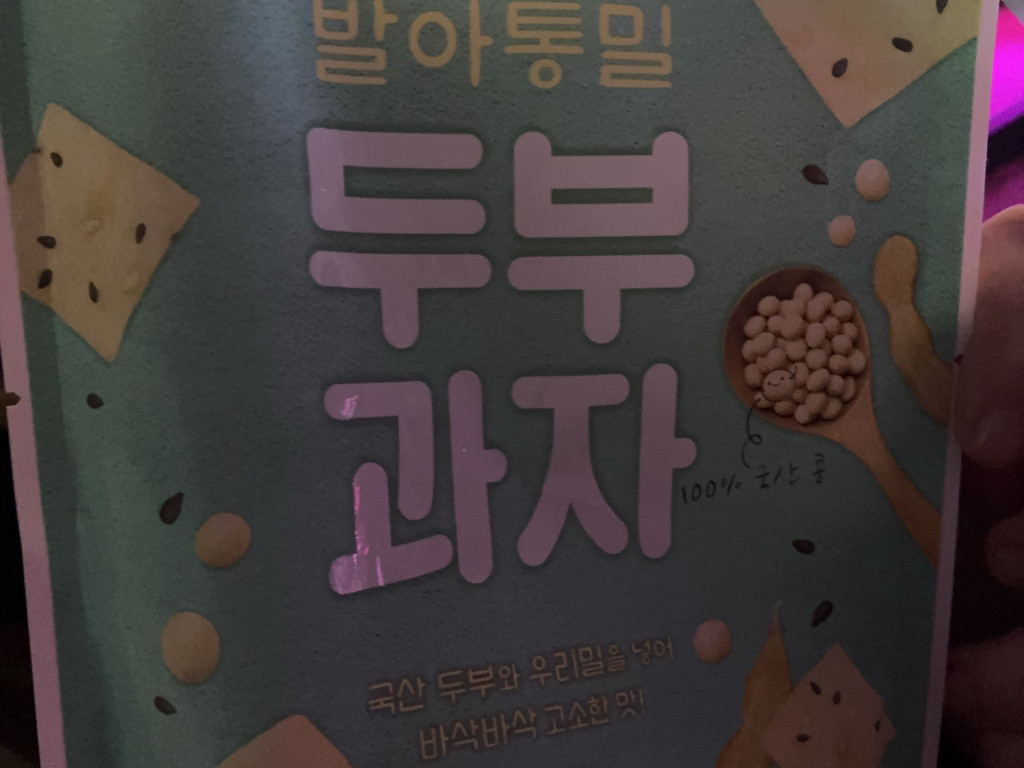 발아통밀
두부
과자
100% 국산 콩
국산 두부와 우리밀을 넣어
바삭바삭 고소한 맛!